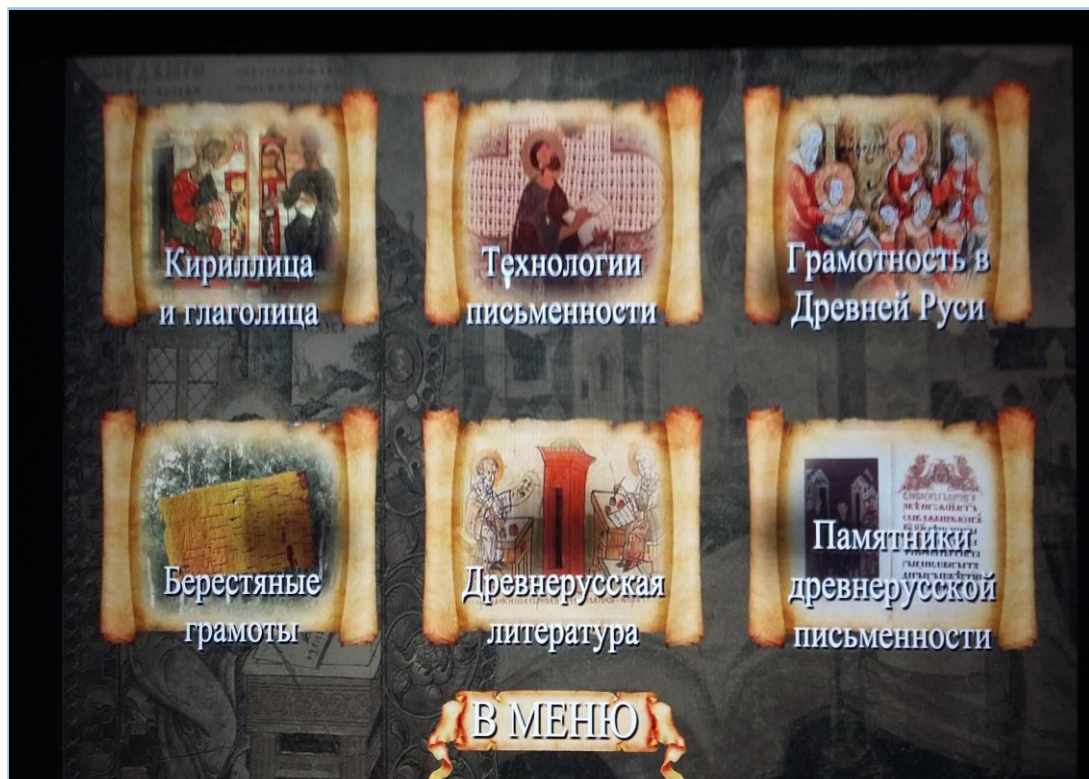 Кириллица
и глаголица
Технологии
письменности
Грамотность в
Древней Руси
Берестяные
грамоты
Древнерусская
литература
Памятники
древнерусской
письменности
В МЕНЮ